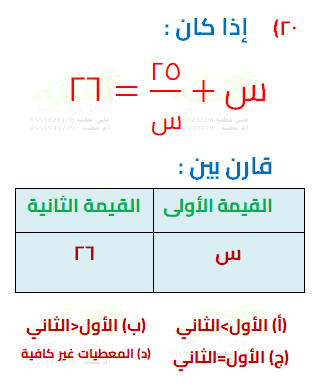 ٢٠) إذا كان :
س + ٢٥/س = ٢٦
قارن بين :
القيمة الأولى القيمة الثانية
س ٢٦
(أ) الأول>الثاني (ب) الأول<الثاني
(ج) الأول=الثاني (د) المعطيات غير كافية